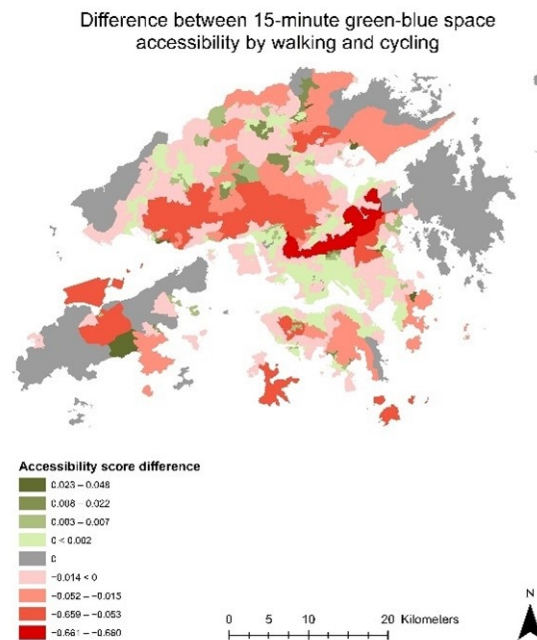 Difference between 15-minute green-blue space
accessibility by walking and cycling
Accessibility score difference
0.023 – 0.048
0.008 – 0.022
0.003 – 0.007
0 < 0.002
0
−0.014 < 0
−0.052 – −0.015
−0.659 – −0.053
−0.661 – −0.680
0 5 10 20 Kilometers
N